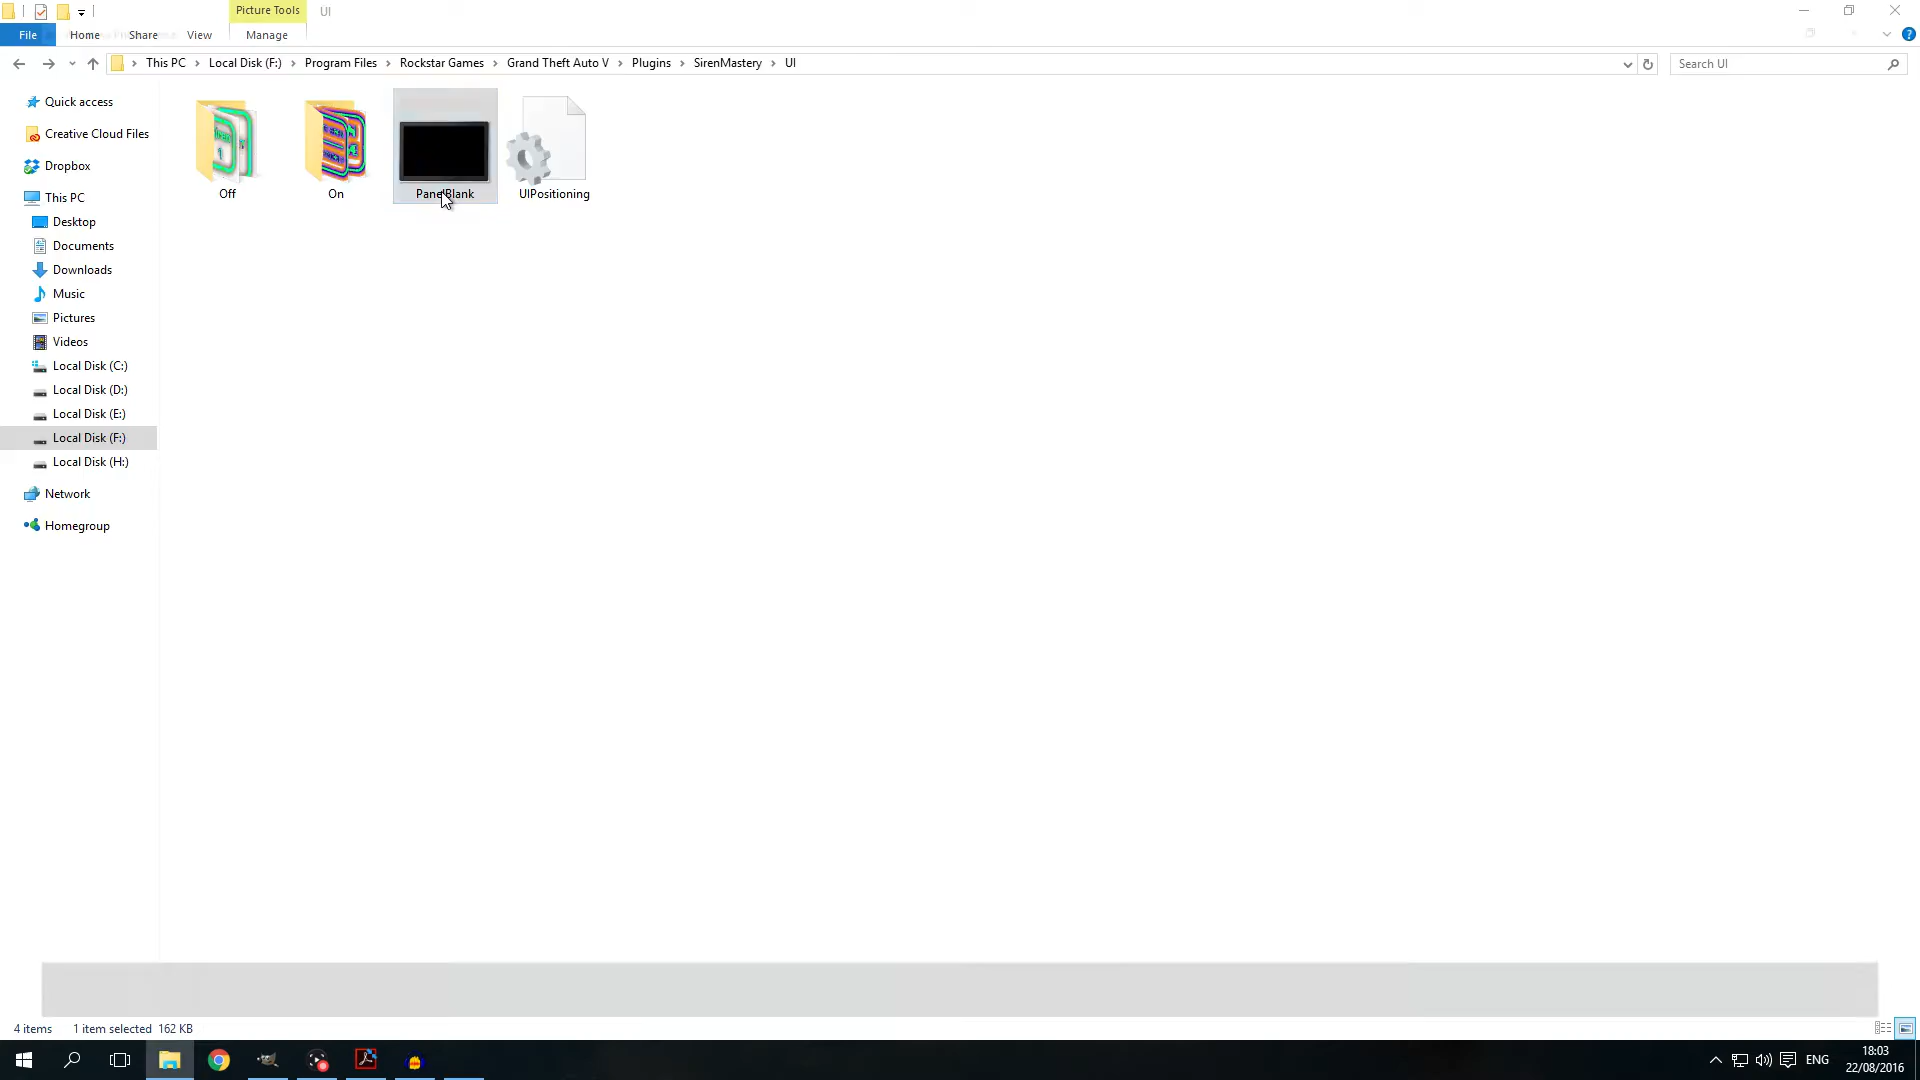 Picture Tools
UI
File
Home
Share
View
Manage
This PC
Local Disk (F:)
Program Files
Rockstar Games
Grand Theft Auto V
Plugins
SirenMastery
UI
Search UI
Quick access
Creative Cloud Files
Dropbox
This PC
Desktop
Documents
Downloads
Music
Pictures
Videos
Local Disk (C:)
Local Disk (D:)
Local Disk (E:)
Local Disk (F:)
Local Disk (H:)
Network
Homegroup
Off
On
PanelBlank
UIPositioning
4 items
1 item selected 162 KB
ENG
18:03
22/08/2016